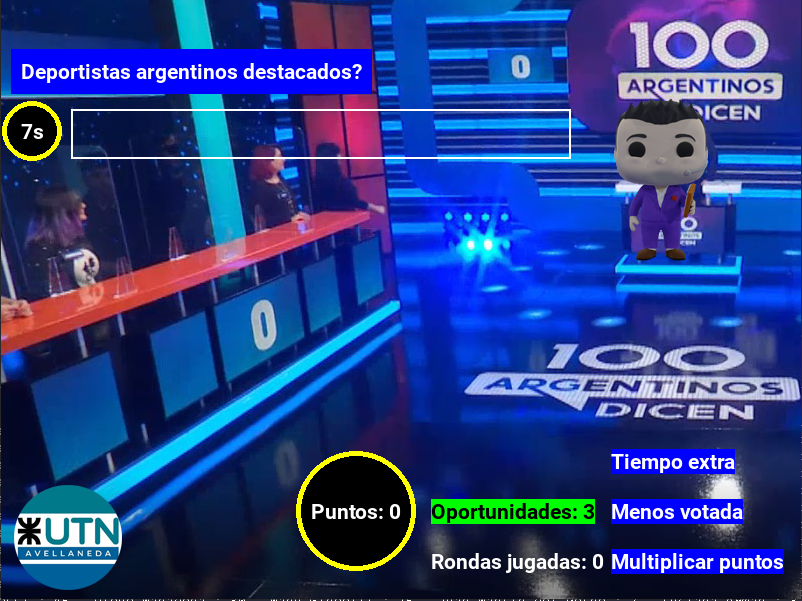 Deportistas argentinos destacados?
7s
0
100
ARGENTINOS
DICEN
0
100
ARGENTINOS
DICEN
Tiempo extra
Puntos: 0
Oportunidades: 3
Menos votada
Rondas jugadas: 0
Multiplicar puntos
UTN
AVELLANEDA